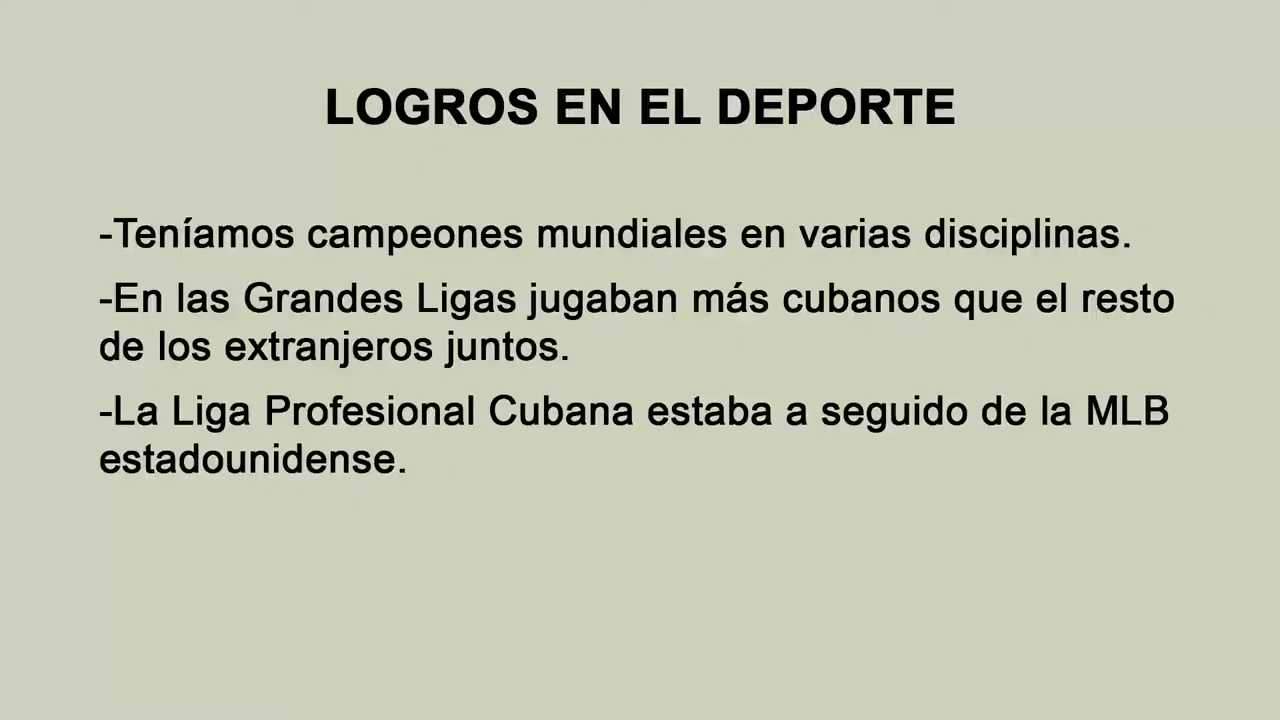 LOGROS EN EL DEPORTE
-Teníamos campeones mundiales en varias disciplinas.
-En las Grandes Ligas jugaban más cubanos que el resto
de los extranjeros juntos.
-La Liga Profesional Cubana estaba a seguido de la MLB
estadounidense.